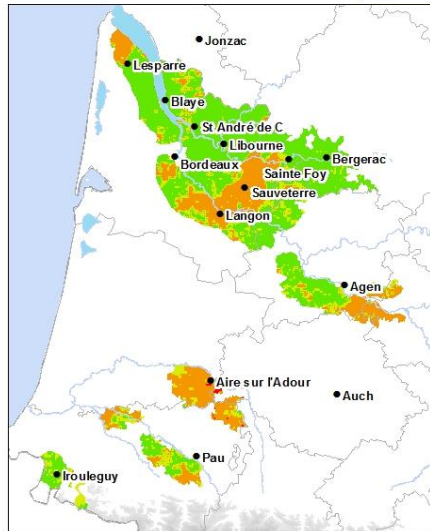 Jonzac
Lesparre
Blaye
St André de C
Libourne
Bordeaux
Bergerac
Sainte Foy
Sauveterre
Langon
Agen
Aire sur l'Adour
Auch
Pau
Irouleguy